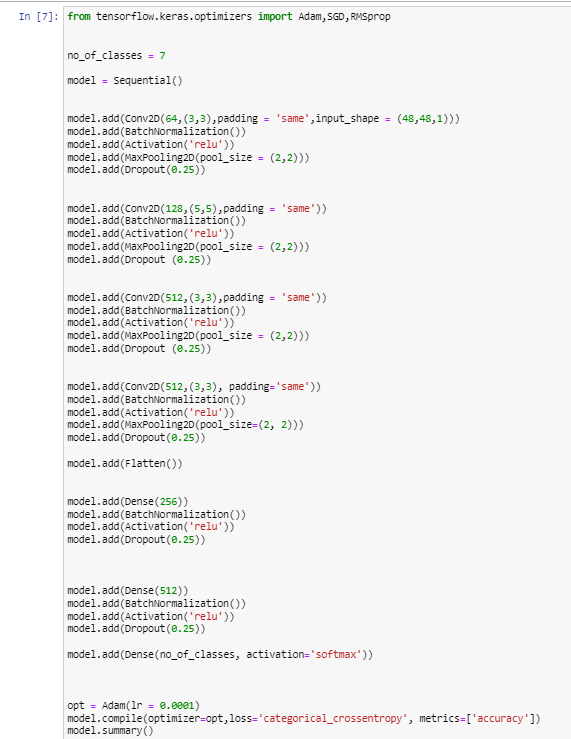 In [7]: from tensorflow.keras.optimizers import Adam,SGD,RMSprop
no_of_classes = 7
model = Sequential()
model.add(Conv2D(64,(3,3),padding = 'same',input_shape = (48,48,1)))
model.add(BatchNormalization())
model.add(Activation('relu'))
model.add(MaxPooling2D(pool_size = (2,2)))
model.add(Dropout(0.25))
model.add(Conv2D(128,(5,5),padding = 'same'))
model.add(BatchNormalization())
model.add(Activation('relu'))
model.add(MaxPooling2D(pool_size = (2,2)))
model.add(Dropout (0.25))
model.add(Conv2D(512,(3,3),padding = 'same'))
model.add(BatchNormalization())
model.add(Activation('relu'))
model.add(MaxPooling2D(pool_size = (2,2)))
model.add(Dropout (0.25))
model.add(Conv2D(512,(3,3), padding='same'))
model.add(BatchNormalization())
model.add(Activation('relu'))
model.add(MaxPooling2D(pool_size=(2, 2)))
model.add(Dropout(0.25))
model.add(Flatten())
model.add(Dense(256))
model.add(BatchNormalization())
model.add(Activation('relu'))
model.add(Dropout(0.25))
model.add(Dense(512))
model.add(BatchNormalization())
model.add(Activation('relu'))
model.add(Dropout(0.25))
model.add(Dense(no_of_classes, activation='softmax'))
opt = Adam(lr = 0.0001)
model.compile(optimizer=opt,loss='categorical_crossentropy', metrics=['accuracy'])
model.summary()